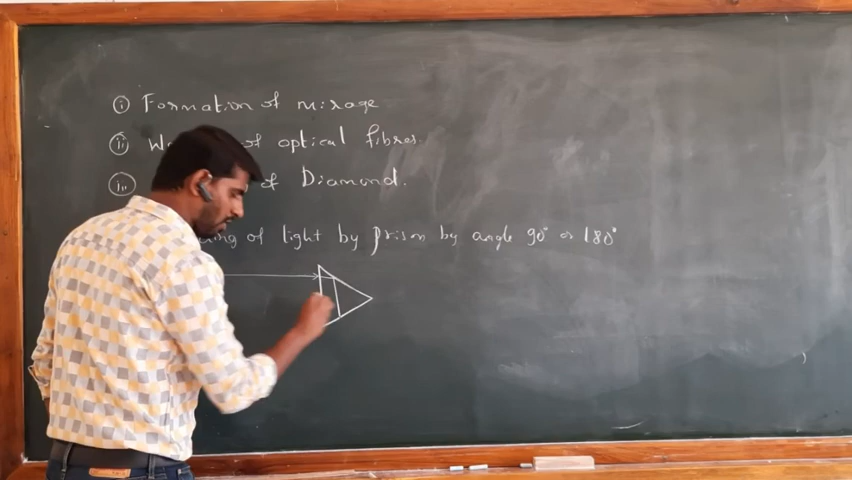 (i) Formation of mirage
(ii) of optical fibres.
(iii) of Diamond.
of light by prism by angle 90° or 180°